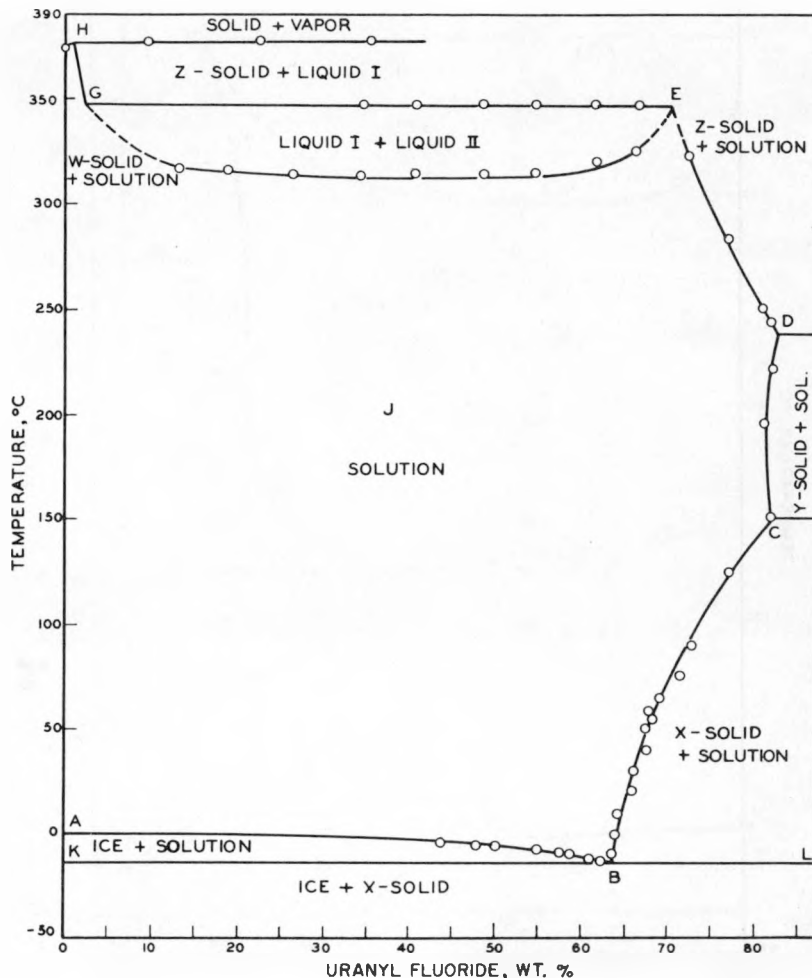 390
H
SOLID + VAPOR
Z - SOLID + LIQUID I
350
G
E
LIQUID I + LIQUID II
Z-SOLID
+ SOLUTION
W-SOLID
+ SOLUTION
300
250
D
200
J
SOLUTION
Y-SOLID + SOL.
150
C
100
50
X-SOLID
+ SOLUTION
A
0
K
ICE + SOLUTION
L
B
ICE + X-SOLID
-50
0
10
20
30
40
50
60
70
80
TEMPERATURE, °C
URANYL FLUORIDE, WT. %